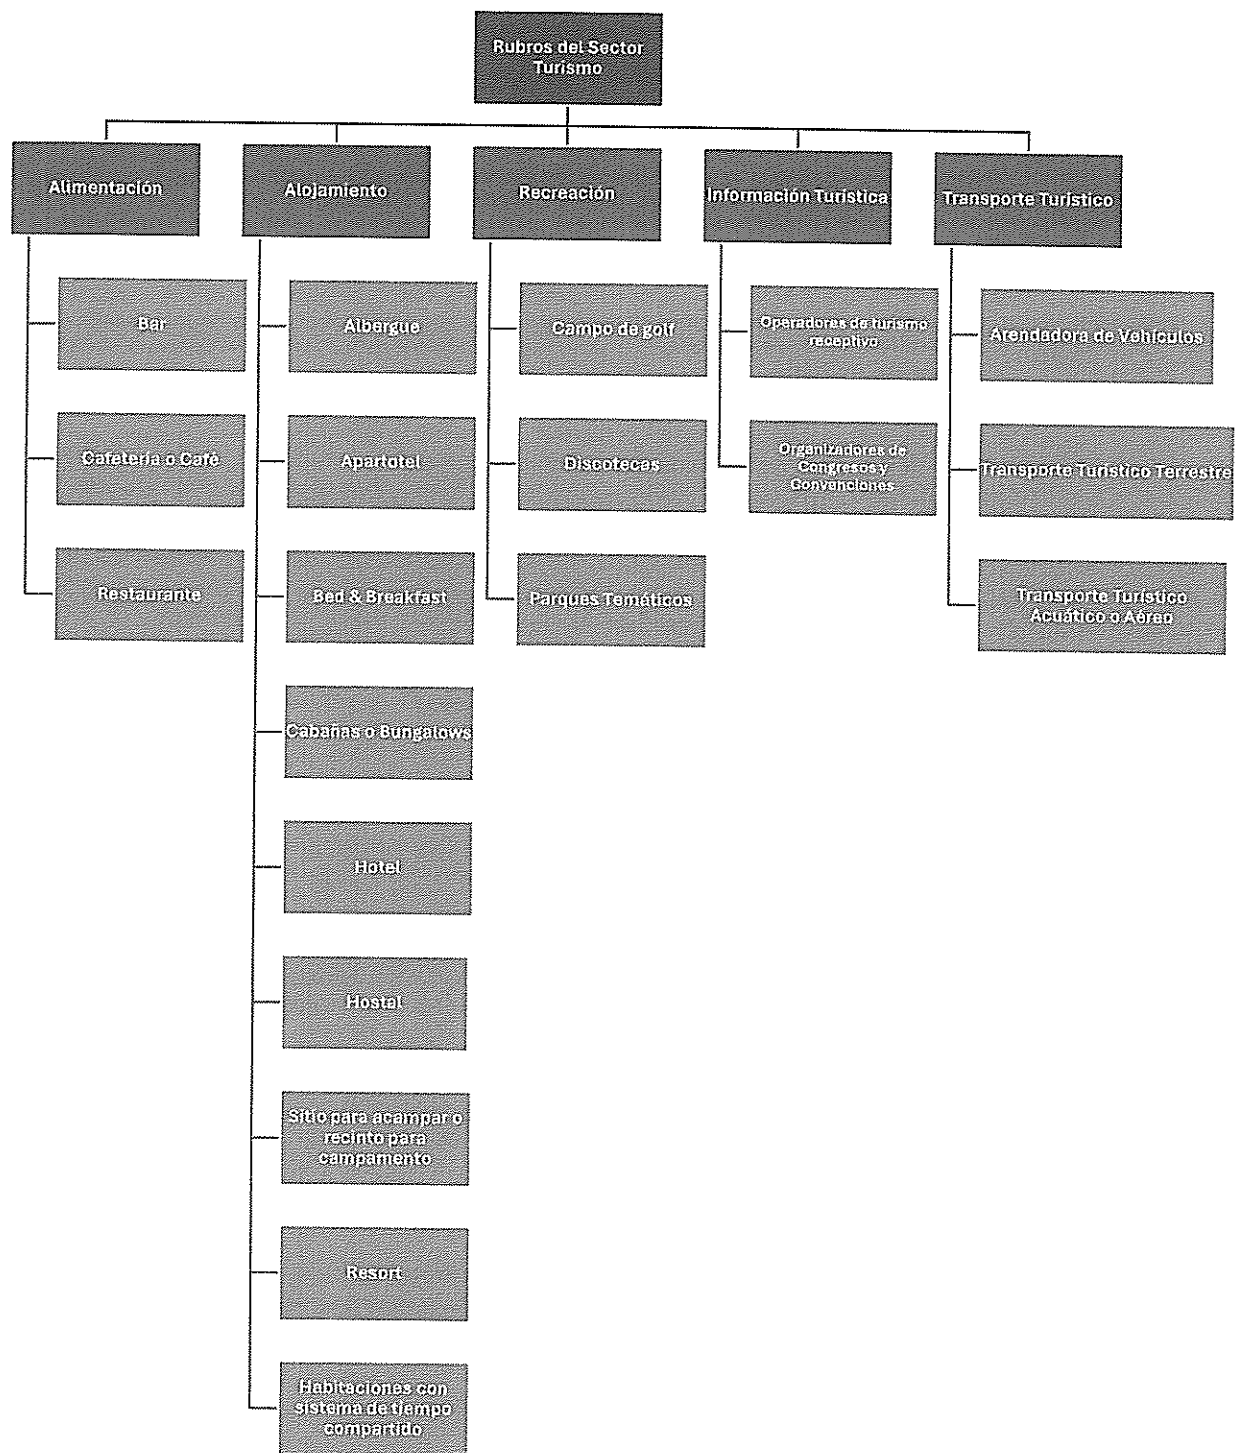 Rubros del Sector
Turismo
Alimentación
Bar
Cafetería o Café
Restaurante
Alojamiento
Albergue
Apartotel
Bed & Breakfast
Cabañas o Bungalows
Hotel
Hostal
Sitio para acampar o
recinto para
campamento
Resort
Habitaciones con
sistema de tiempo
compartido
Recreación
Campo de golf
Discotecas
Parques Temáticos
Información Turística
Operadores de turismo
receptivo
Organizadores de
Congresos y
Convenciones
Transporte Turístico
Arendadora de Vehículos
Transporte Turístico Terrestre
Transporte Turístico
Acuático o Aéreo